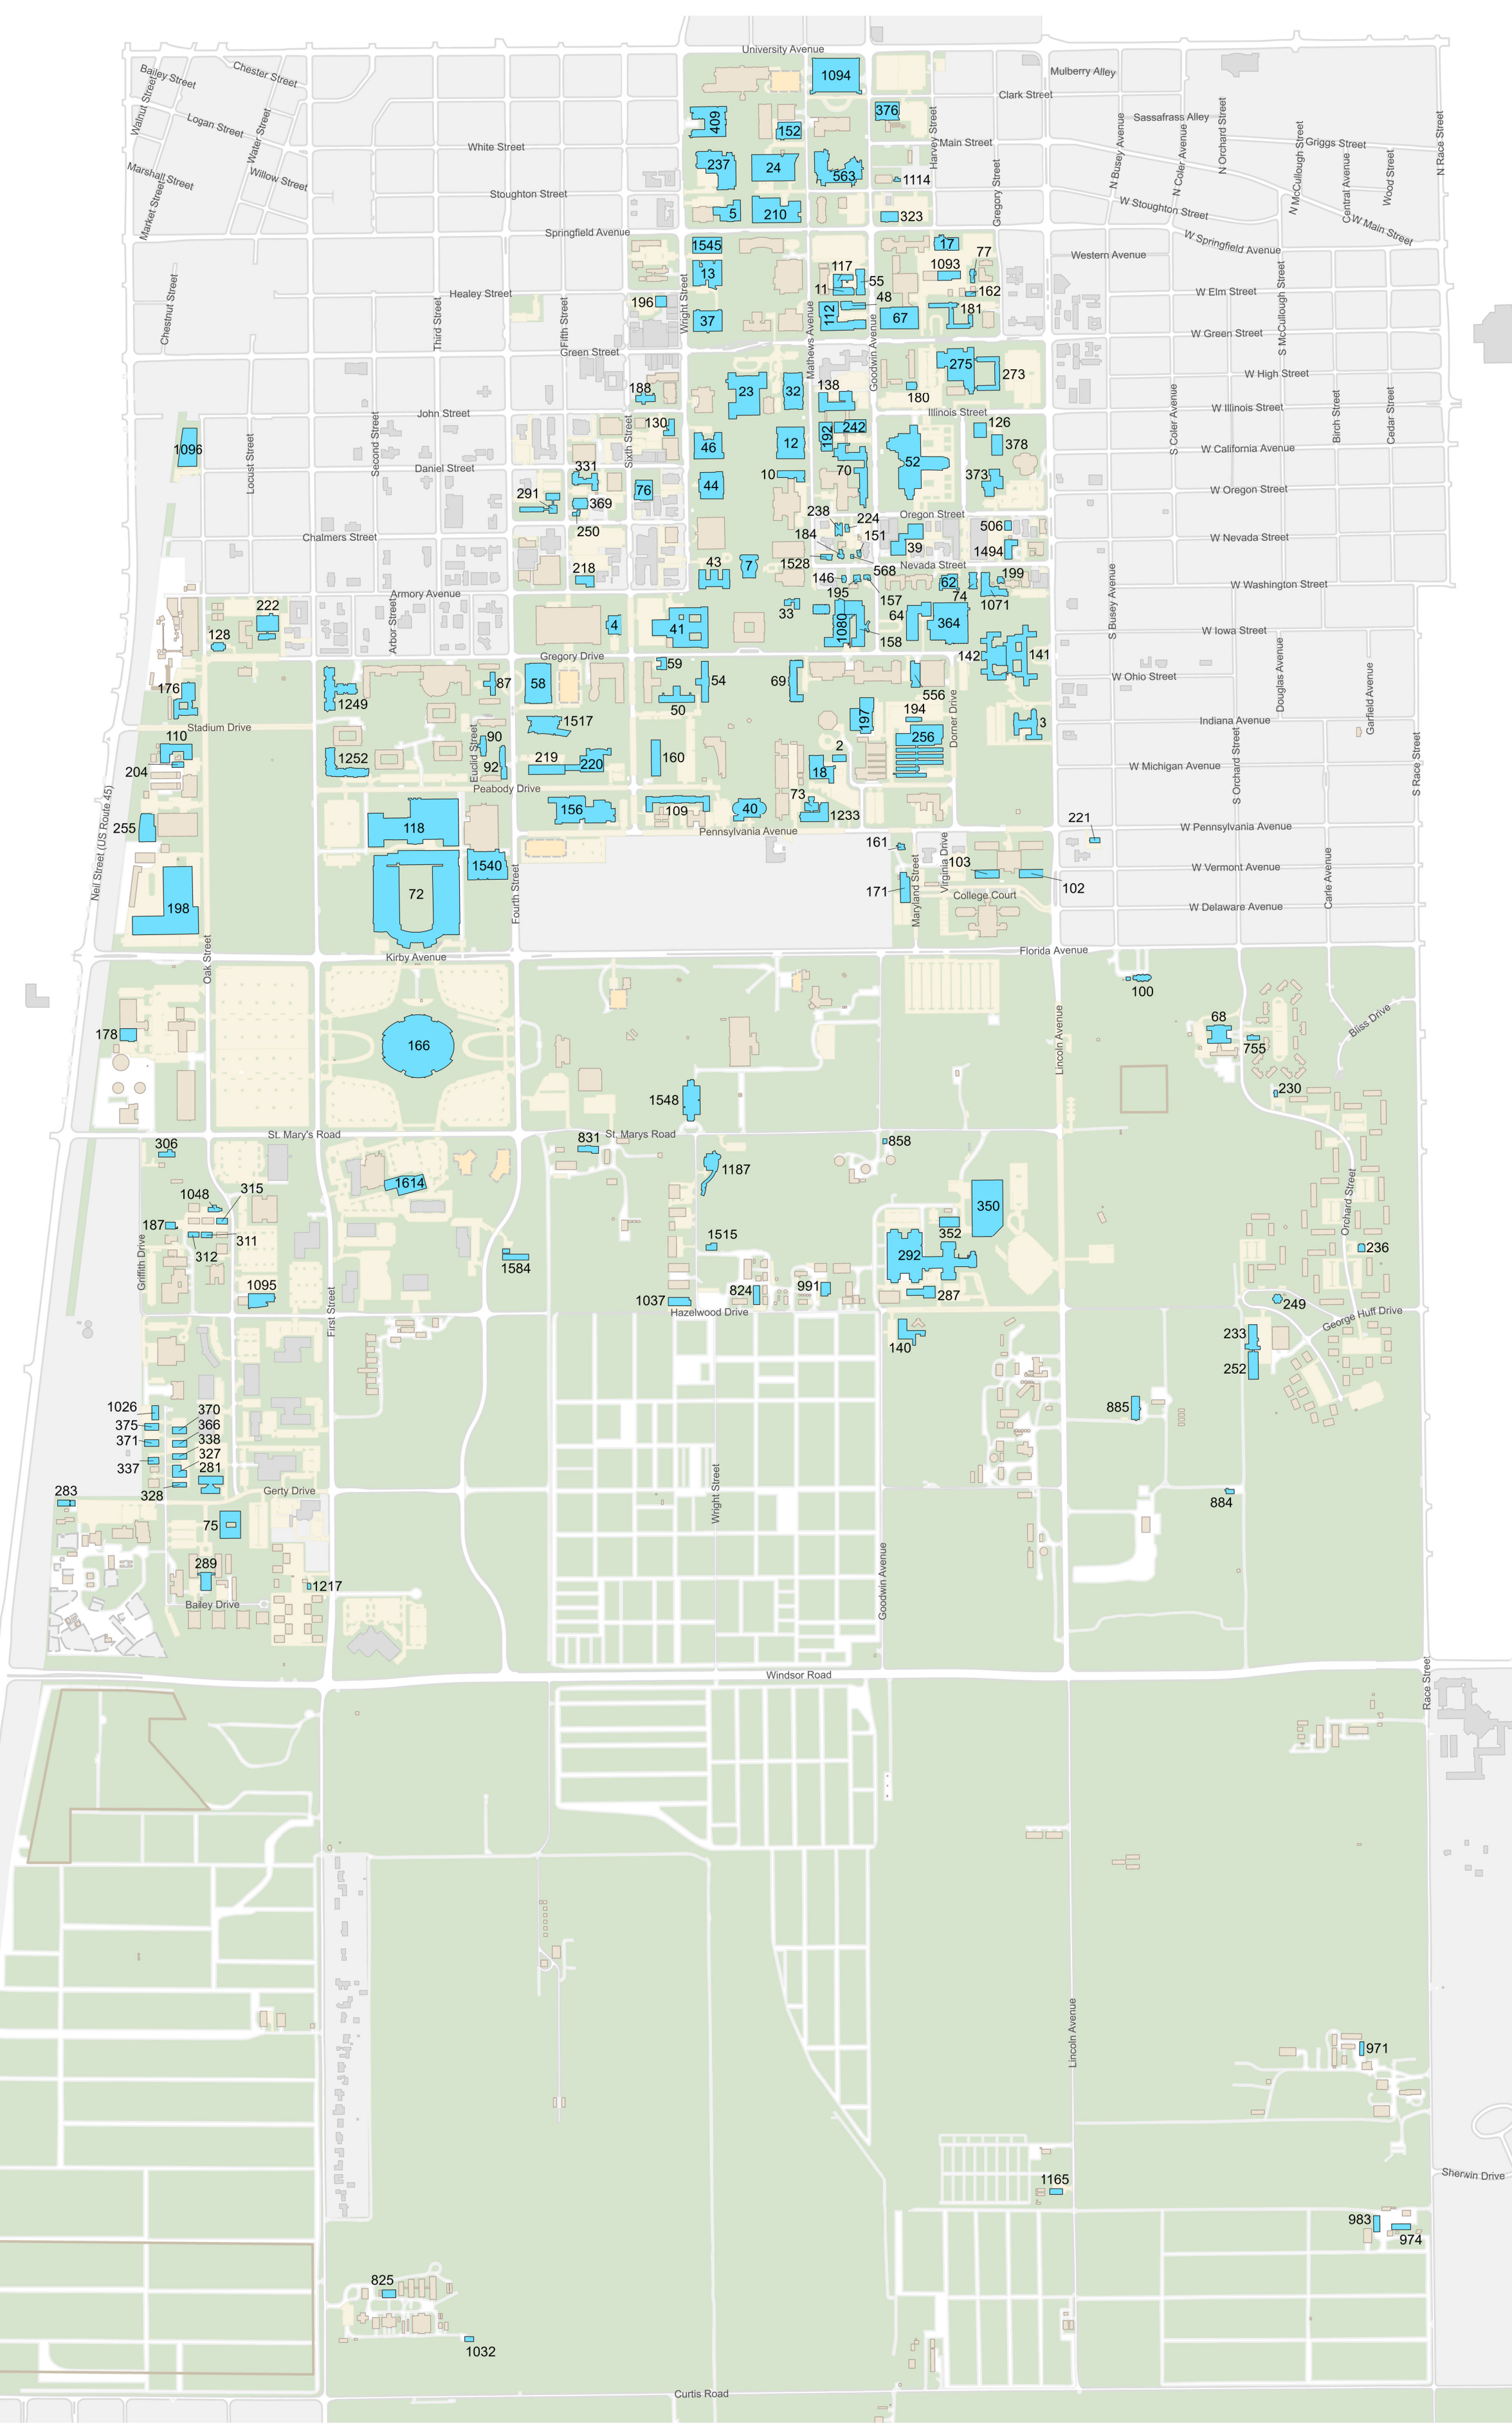 University Avenue
Bailey Street
Chester Street
1094
Mulberry Alley
Walnut Street
Clark Street
376
Logan Street
409
152
Harvey Street
Sassafras Alley
N Orchard Street
Water Street
Main Street
White Street
N Busey Avenue
N Coler Avenue
N McCullough Street
Griggs Street
N Race Street
Marshall Street
Willow Street
237
24
563
1114
Gregory Street
Central Avenue
Wood Street
Market Street
Stoughton Street
5
210
323
W Stoughton Street
W Main Street
Springfield Avenue
1545
17
W Springfield Avenue
77
Western Avenue
13
117
55
1093
Chestnut Street
Healey Street
11
48
162
W Elm Street
196
Wright Street
37
112
67
181
Third Street
Fifth Street
Mathews Avenue
Goodwin Avenue
W Green Street
S McCullough Street
Green Street
275
273
W High Street
188
23
32
138
180
John Street
Illinois Street
W Illinois Street
S Coler Avenue
Birch Street
Cedar Street
1096
130
Sixth Street
192
242
126
Locust Street
Second Street
46
12
378
W California Avenue
Daniel Street
331
10
70
52
373
291
369
76
44
W Oregon Street
250
238
224
Oregon Street
506
Chalmers Street
184
151
39
1494
W Nevada Street
43
7
1528
568
Nevada Street
218
146
195
157
62
74
199
1071
W Washington Street
Armory Avenue
222
33
64
S Busey Avenue
128
Arbor Street
4
41
1080
158
364
W Iowa Street
Gregory Drive
59
142
141
Douglas Avenue
176
1249
87
58
54
69
556
W Ohio Street
50
197
194
3
Garfield Avenue
Stadium Drive
1517
Indiana Avenue
110
90
256
Dorner Drive
1252
Euclid Street
2
204
92
219
220
160
18
W Michigan Avenue
S Orchard Street
S Race Street
Peabody Drive
73
156
109
40
1233
255
118
Pennsylvania Avenue
221
W Pennsylvania Avenue
Neil Street (US Route 45)
161
Virginia Drive
1540
103
102
W Vermont Avenue
72
171
Maryland Street
College Court
Carle Avenue
198
Fourth Street
W Delaware Avenue
Oak Street
Kirby Avenue
Florida Avenue
100
178
166
Lincoln Avenue
68
755
Bliss Drive
230
1548
St. Mary's Road
St. Marys Road
306
831
858
1187
1614
1048
315
350
Orchard Street
187
312
311
1515
352
236
Griffith Drive
1584
292
1095
824
991
287
1037
Hazelwood Drive
249
First Street
George Huff Drive
140
233
252
1026
885
370
375
366
371
338
327
337
281
328
283
Gerty Drive
884
Wright Street
75
289
Goodwin Avenue
1217
Bailey Drive
Windsor Road
Race Street
Lincoln Avenue
971
1165
Sherwin Drive
983
974
825
1032
Curtis Road